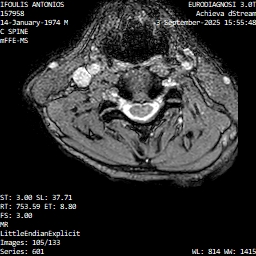 IFOULIS ANTONIOS
EURODIAGNOSI 3.0T
157958
Achieva dStream
14-January-1974 M
3-September-2025 15:55:48
C SPINE
mFFE-MS
ST: 3.00 SL: 37.71
RT: 753.59 ET: 8.80
FS: 3.00
MR
LittleEndianExplicit
Images: 105/133
Series: 601
WL: 814 WW: 1415